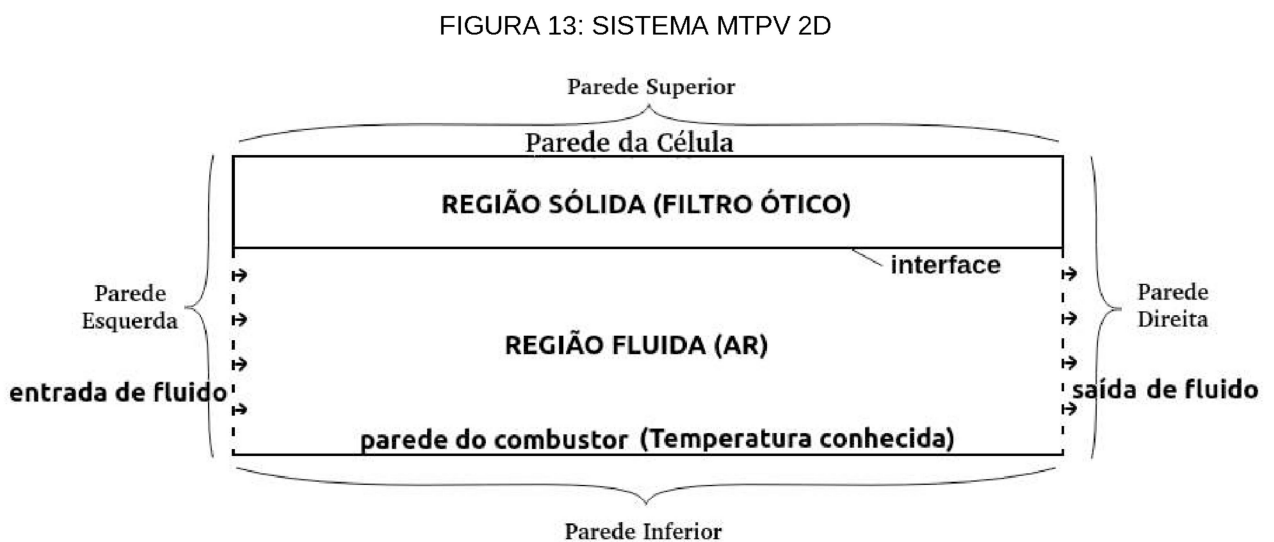 FIGURA 13: SISTEMA MTPV 2D
Parede Superior
Parede da Célula
REGIÃO SÓLIDA (FILTRO ÓTICO)
interface
Parede
Esquerda
Parede
Direita
REGIÃO FLUIDA (AR)
entrada de fluido
saída de fluido
parede do combustor (Temperatura conhecida)
Parede Inferior